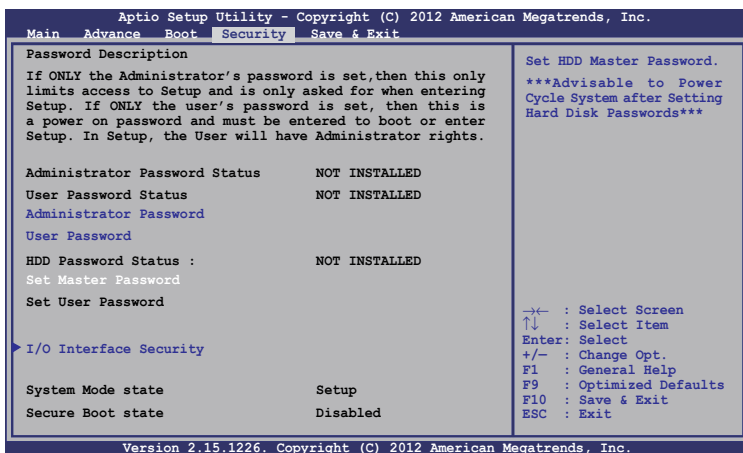 Aptio Setup Utility - Copyright (C) 2012 American Megatrends, Inc.
Main Advance Boot Security Save & Exit
Password Description
If ONLY the Administrator's password is set,then this only
limits access to Setup and is only asked for when entering
Setup. If ONLY the user's password is set, then this is
a power on password and must be entered to boot or enter
Setup. In Setup, the User will have Administrator rights.
Administrator Password Status NOT INSTALLED
User Password Status NOT INSTALLED
Administrator Password
User Password
HDD Password Status : NOT INSTALLED
Set Master Password
Set User Password
I/O Interface Security
System Mode state Setup
Secure Boot state Disabled
Set HDD Master Password.
***Advisable to Power
Cycle System after Setting
Hard Disk Passwords***
→← : Select Screen
↑↓ : Select Item
Enter: Select
+/— : Change Opt.
F1 : General Help
F9 : Optimized Defaults
F10 : Save & Exit
ESC : Exit
Version 2.15.1226. Copyright (C) 2012 American Megatrends, Inc.